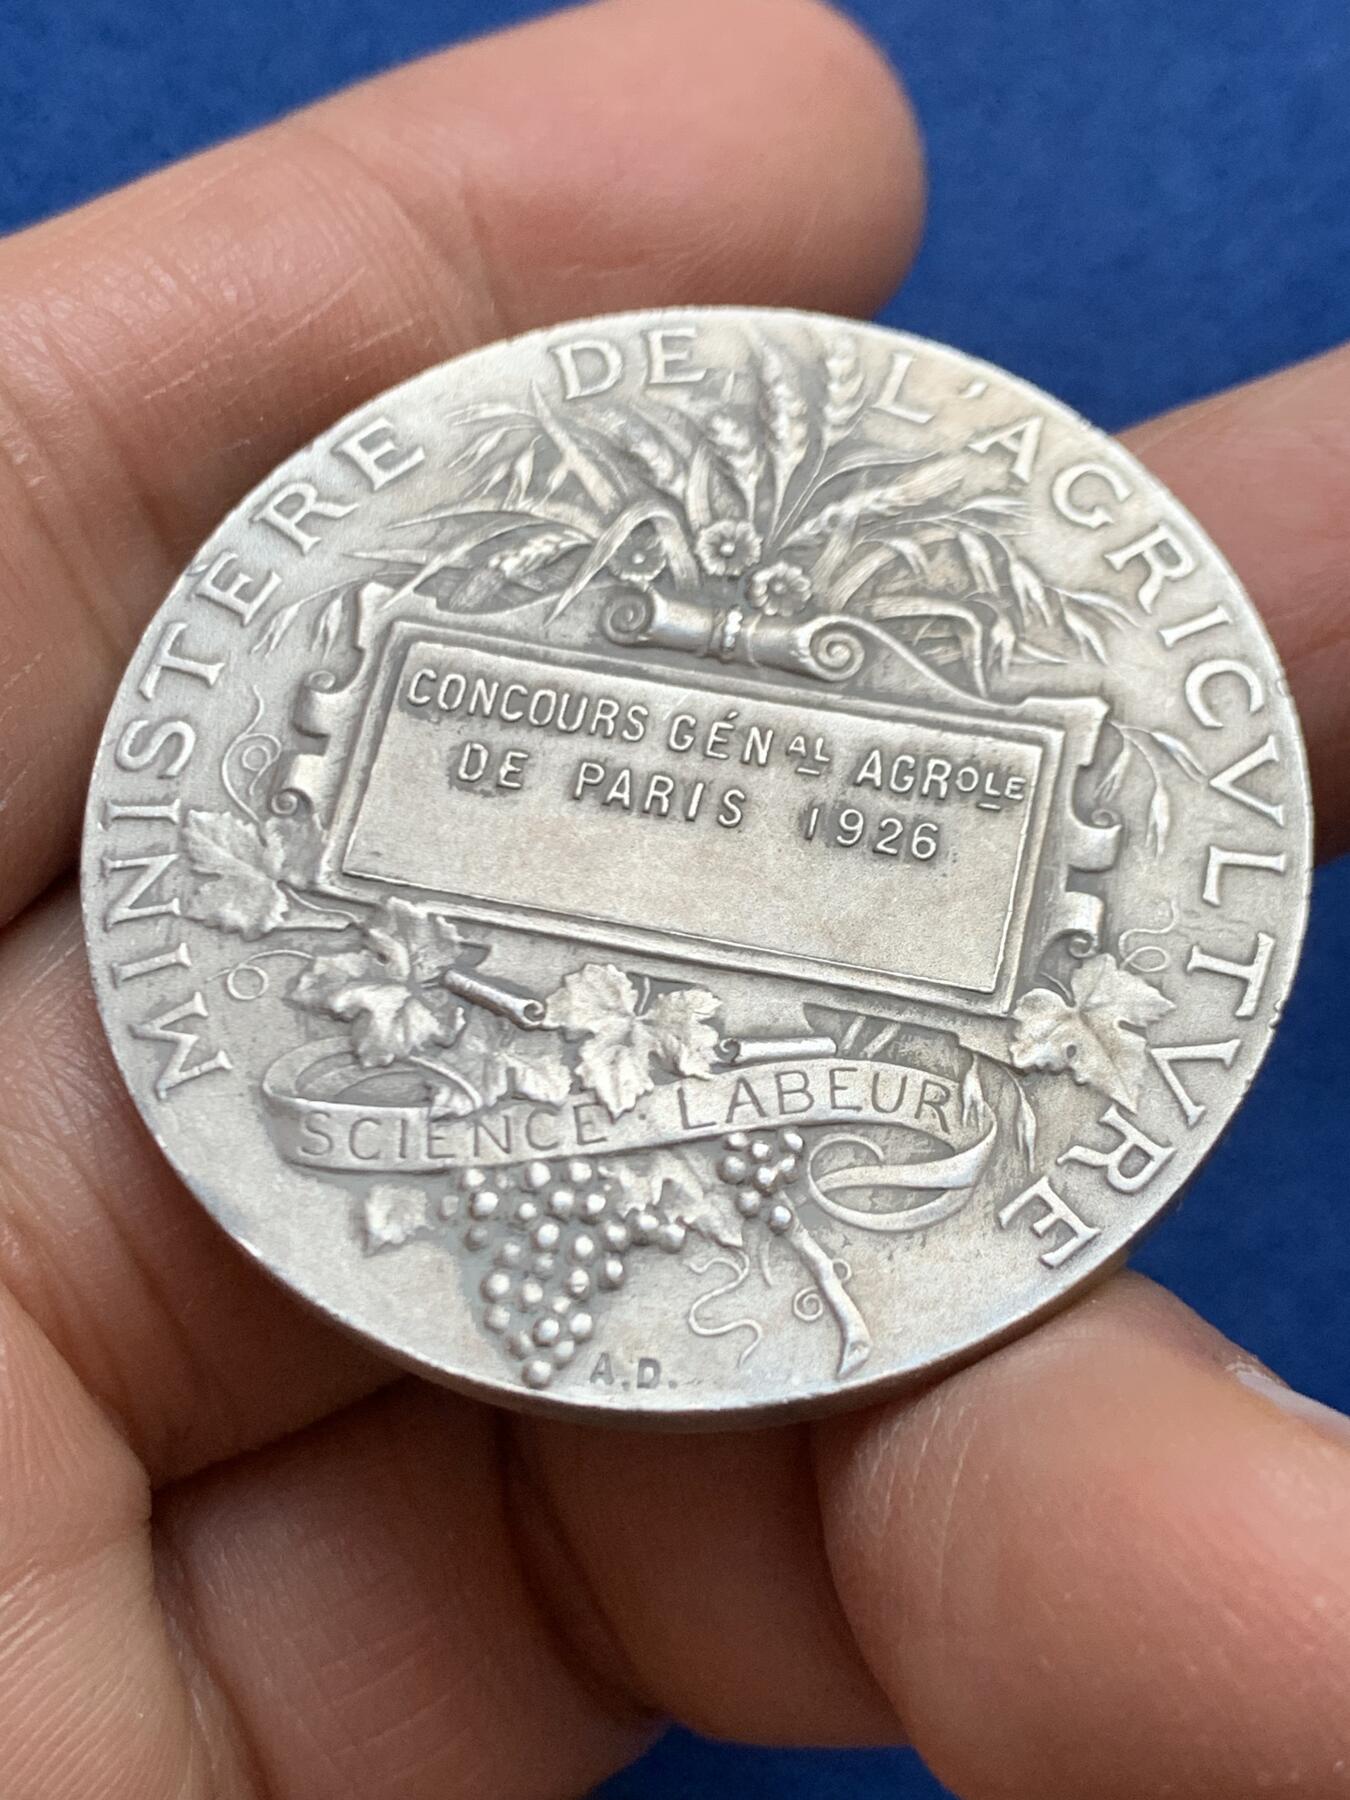 MINISTÈRE DE L'AGRICVLTVRE
CONCOURS GÉNAL AGROLE
DE PARIS 1926
SCIENCE · LABEUR
A.D.